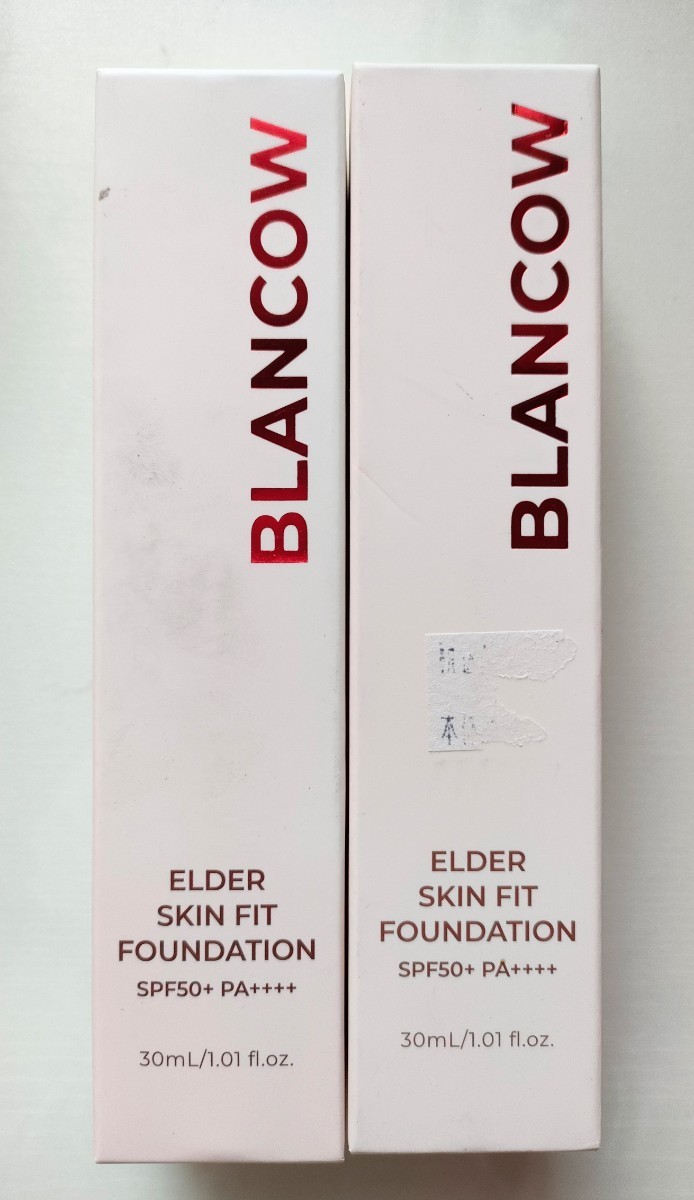 BLANCOW
ELDER
SKIN FIT
FOUNDATION
SPF50+ PA++++
30mL/1.01 fl.oz.
BLANCOW
本
ELDER
SKIN FIT
FOUNDATION
SPF50+ PA++++
30mL/1.01 fl.oz.